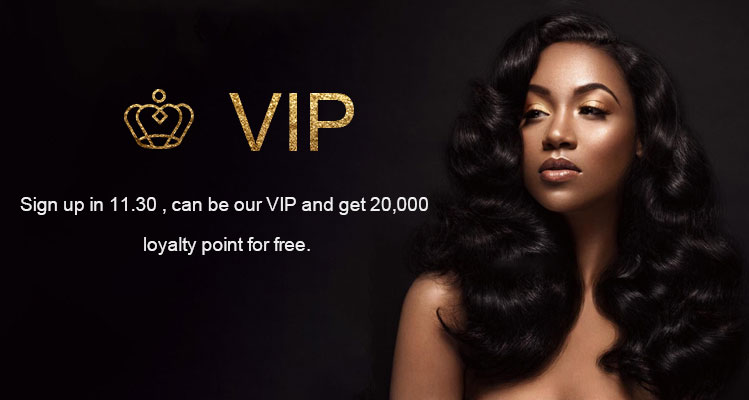 VIP
Sign up in 11.30 , can be our VIP and get 20,000
loyalty point for free.